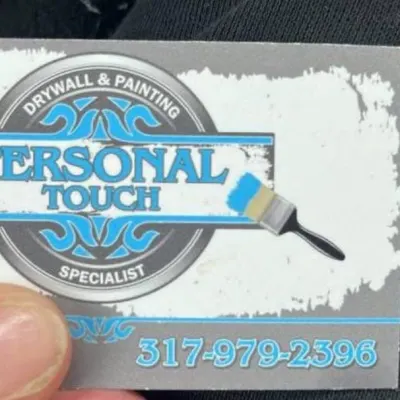 DRYWALL & PAINTING
ERSONAL
TOUCH
SPECIALIST
317-979-2396